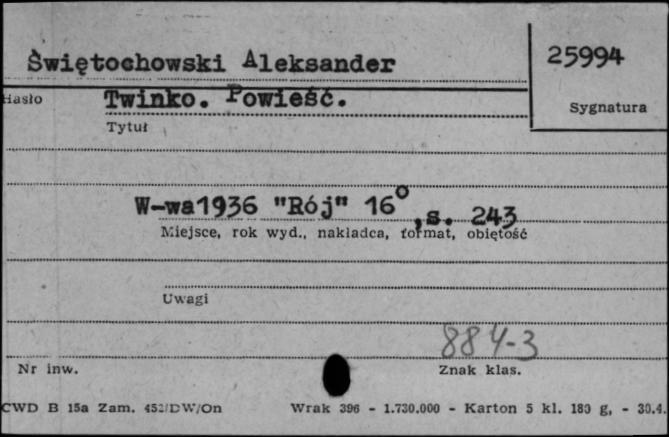 Świętochowski Aleksander
25994
Hasło
Twinko. Powieść.
Sygnatura
Tytuł
W-wa1936 "Rój" 16°, s. 243
Miejsce, rok wyd., nakładca, format, objętość
Uwagi
884-3
Nr inw.
Znak klas.
CWD B 15a Zam. 452/DW/On
Wrak 396 - 1.730.000 - Karton 5 kl. 180 g, - 30.4.